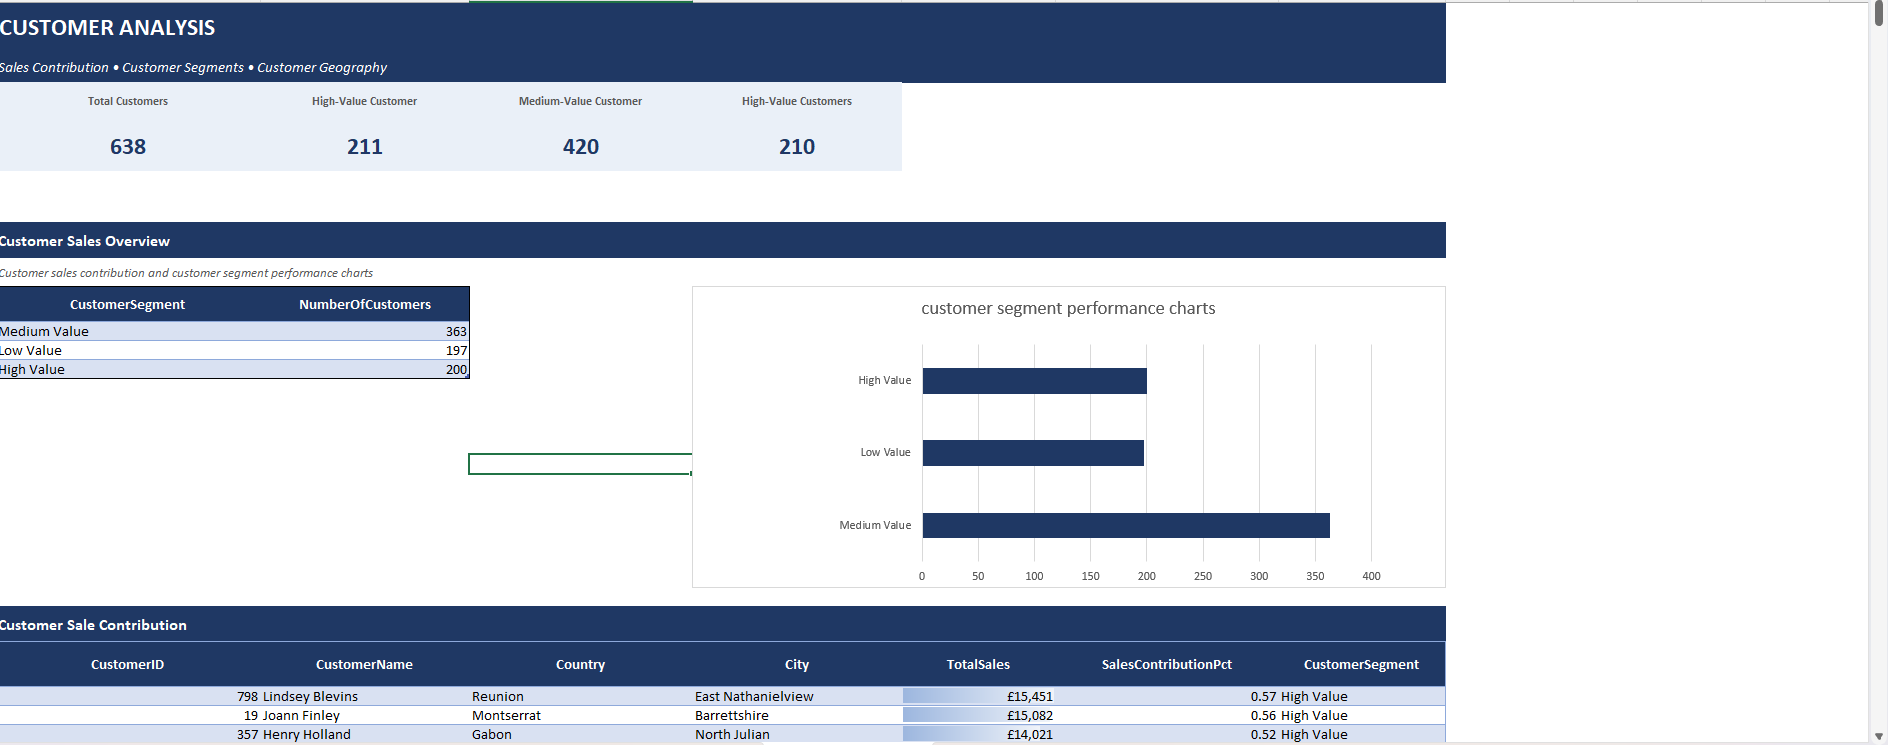 CUSTOMER ANALYSIS
Sales Contribution • Customer Segments • Customer Geography
Total Customers High-Value Customer Medium-Value Customer High-Value Customers
638 211 420 210
Customer Sales Overview
Customer sales contribution and customer segment performance charts
CustomerSegment NumberOfCustomers
Medium Value 363
Low Value 197
High Value 200
customer segment performance charts
High Value
Low Value
Medium Value
0 50 100 150 200 250 300 350 400
Customer Sale Contribution
CustomerID CustomerName Country City TotalSales SalesContributionPct CustomerSegment
798 Lindsey Blevins Reunion East Nathanielview £15,451 0.57 High Value
19 Joann Finley Montserrat Barrettshire £15,082 0.56 High Value
357 Henry Holland Gabon North Julian £14,021 0.52 High Value